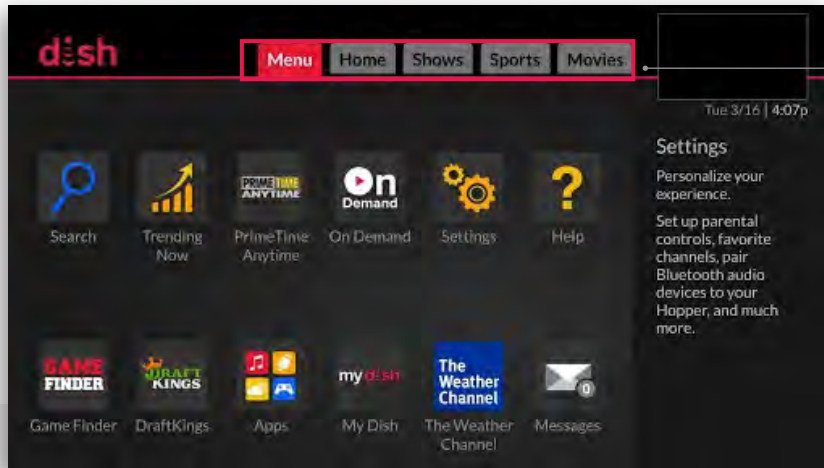 dish
Menu Home Shows Sports Movies
Tue 3/16 | 4:07p
Settings
Personalize your
experience.
Set up parental
controls, favorite
channels, pair
Bluetooth audio
devices to your
Hopper, and much
more.
PRIMETIME
ANYTIME
On
Demand
?
Search
Trending
Now
PrimeTime
Anytime
On Demand
Settings
Help
GAME
FINDER
DRAFT
KINGS
my dish
The
Weather
Channel
0
Game Finder
DraftKings
Apps
My Dish
The Weather
Channel
Messages